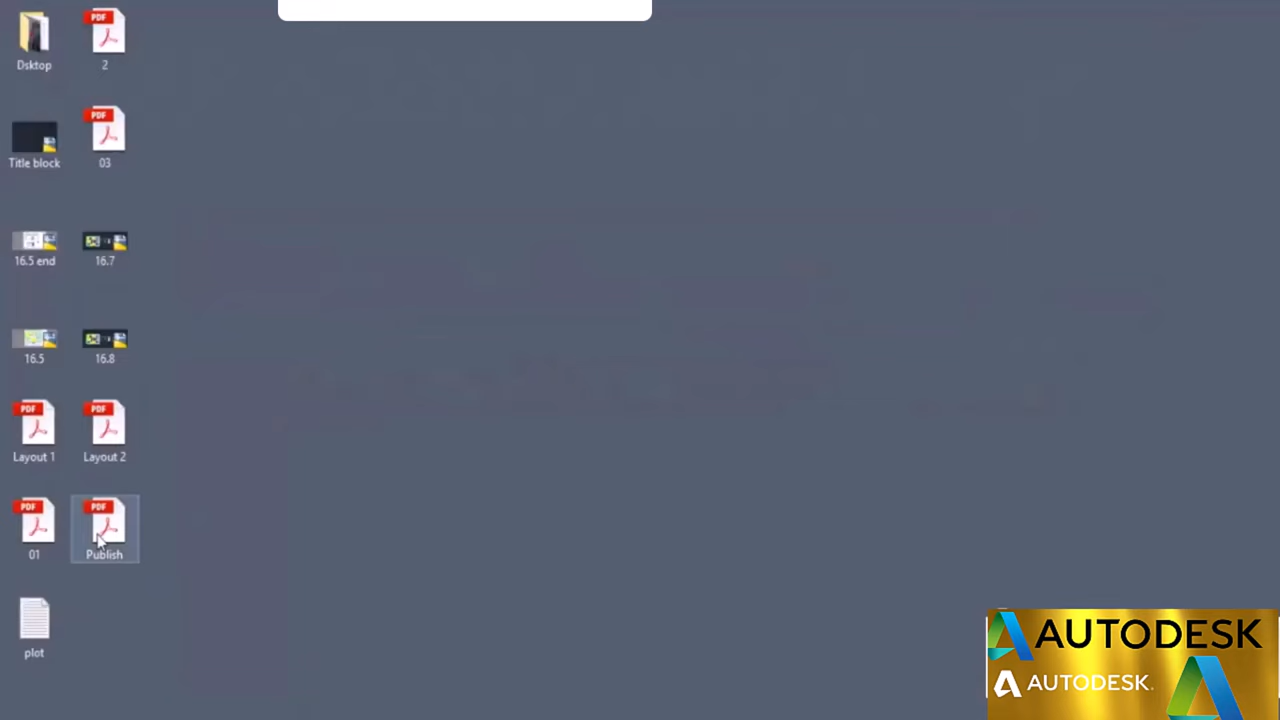 PDF
Dsktop
2
PDF
Title block
03
16.5 end
16.7
16.5
16.8
PDF
PDF
Layout 1
Layout 2
PDF
PDF
01
Publish
plot
AUTODESK
AUTODESK.